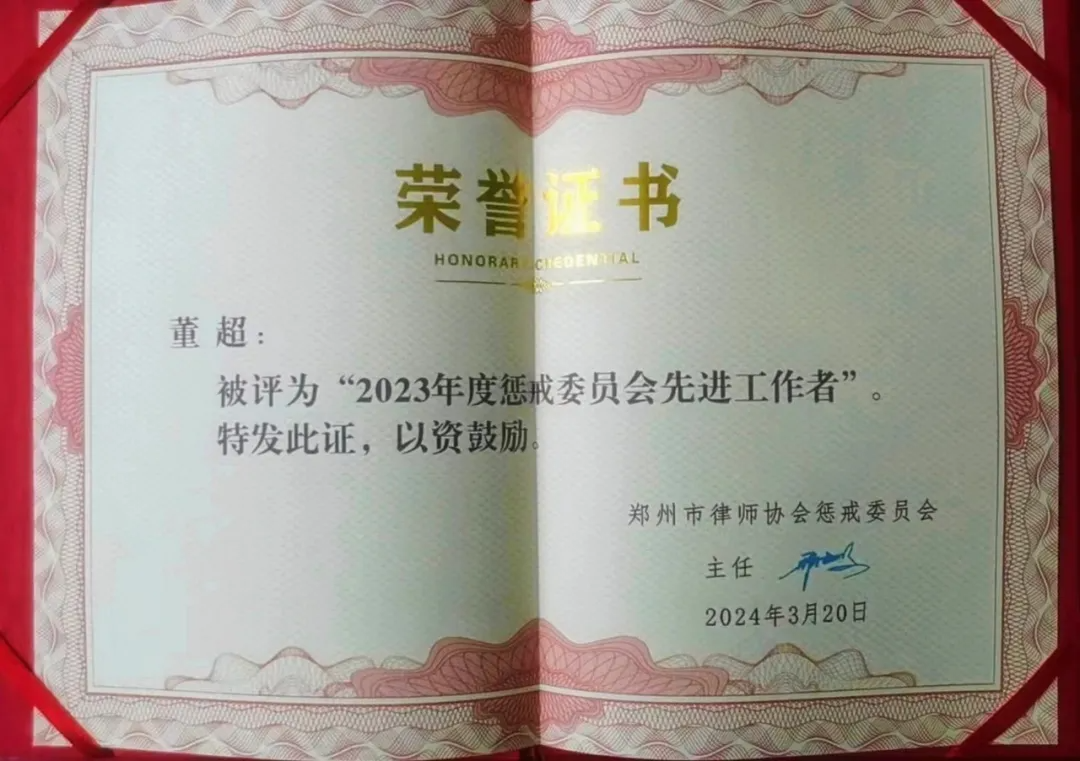 荣誉证书
HONORARY CREDENTIAL
董 超：
被评为“2023年度惩戒委员会先进工作者”。
特发此证，以资鼓励。
郑州市律师协会惩戒委员会
主任
2024年3月20日